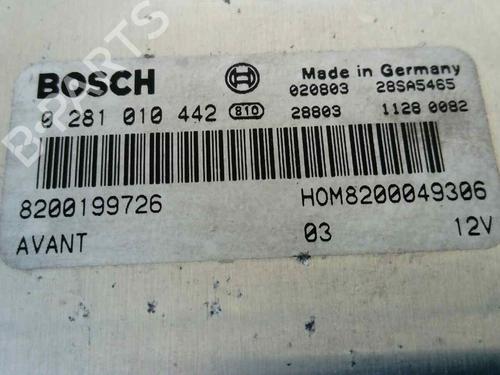 B-PARTS
BOSCH
Made in Germany
020803 28SA5465
0 281 010 442 810 28803 1128 0082
8200199726 HOM8200049306
AVANT 03 12V